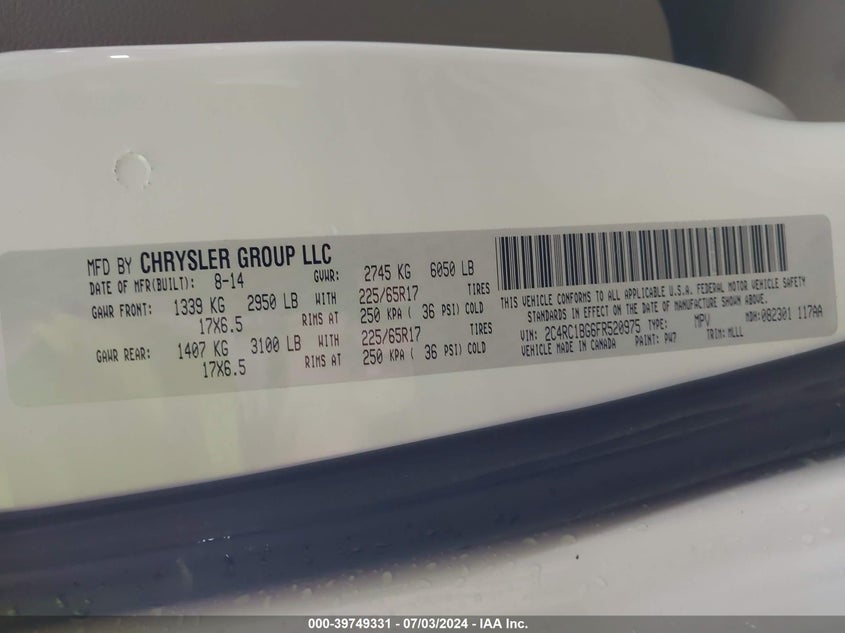 MFD BY CHRYSLER GROUP LLC
DATE OF MFR(BUILT): 8-14 GVWR: 2745 KG 6050 LB
GAWR FRONT: 1339 KG 2950 LB WITH 225/65R17 TIRES
17X6.5 RIMS AT 250 KPA ( 36 PSI) COLD
GAWR REAR: 1407 KG 3100 LB WITH 225/65R17 TIRES
17X6.5 RIMS AT 250 KPA ( 36 PSI) COLD
THIS VEHICLE CONFORMS TO ALL APPLICABLE U.S.A. FEDERAL MOTOR VEHICLE SAFETY
STANDARDS IN EFFECT ON THE DATE OF MANUFACTURE SHOWN ABOVE.
VIN: 2C4RC1BG6FR520975 TYPE: MPV MDH: 082301 117AA
VEHICLE MADE IN CANADA PAINT: PW7 TRIM: MLLL
000-39749331 - 07/03/2024 - IAA Inc.